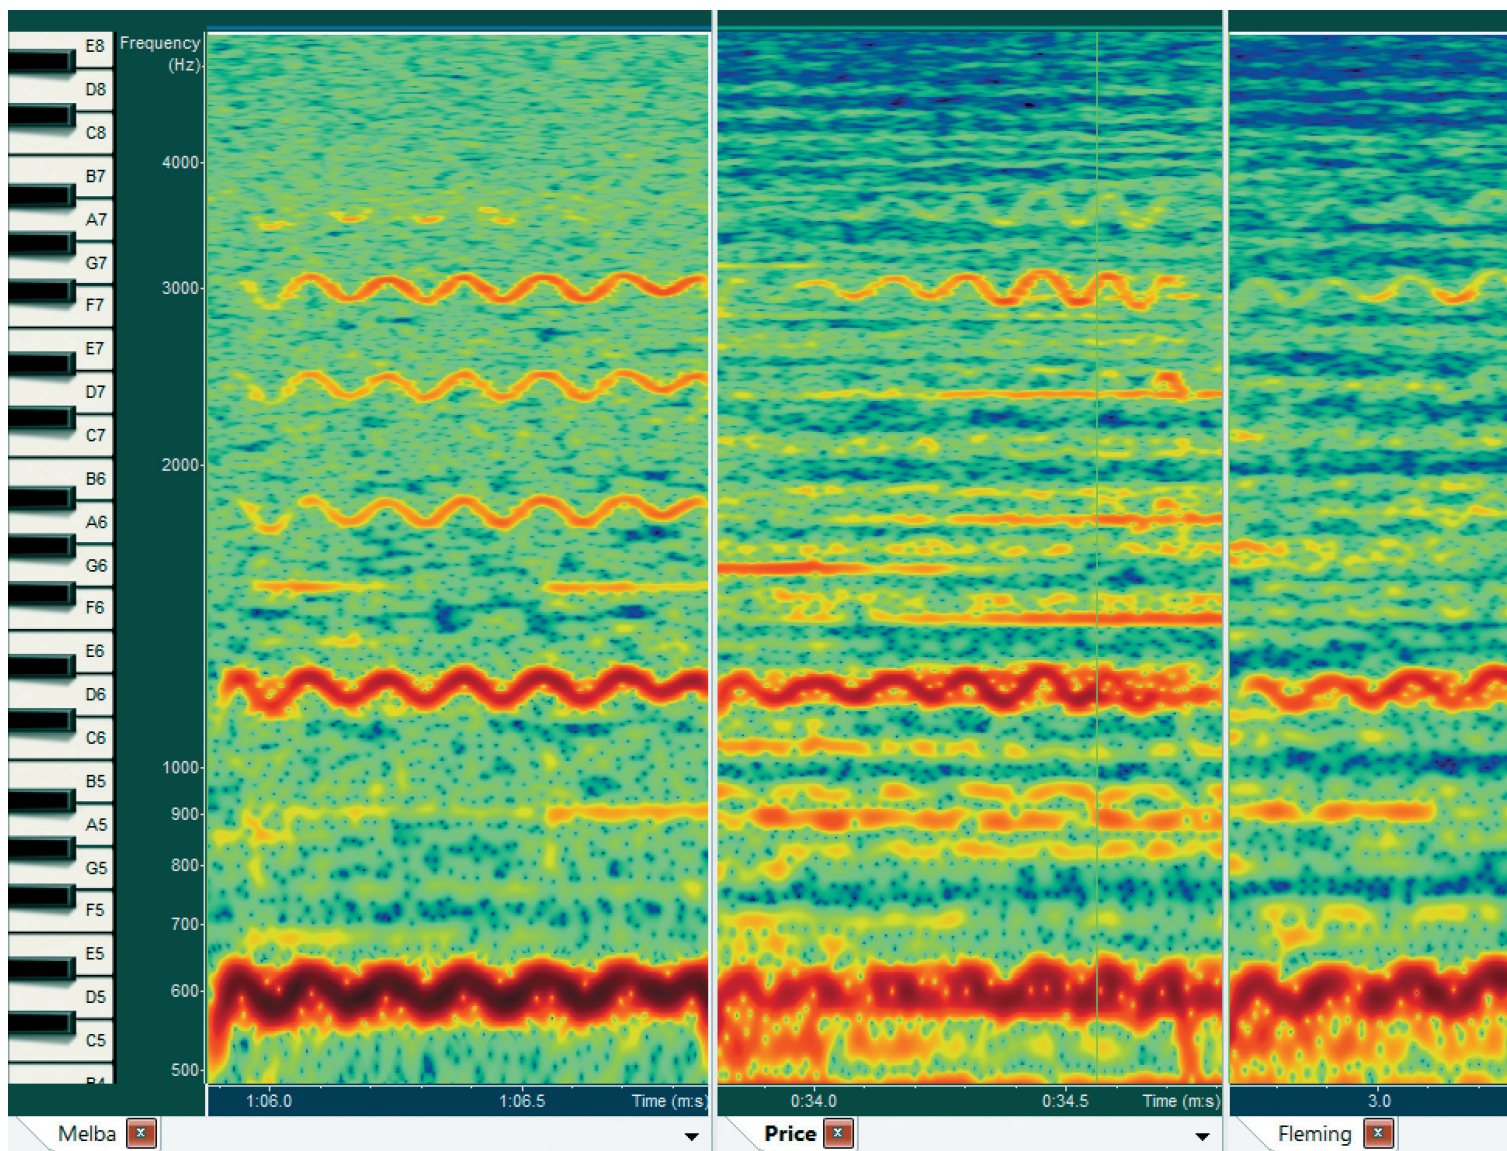 E8
D8
C8
B7
A7
G7
F7
E7
D7
C7
B6
A6
G6
F6
E6
D6
C6
B5
A5
G5
F5
E5
D5
C5
B4
Frequency
(Hz)
4000
3000
2000
1000
900
800
700
600
500
1:06.0 1:06.5 Time (m:s)
0:34.0 0:34.5 Time (m:s)
3.0
Melba x
Price x
Fleming x